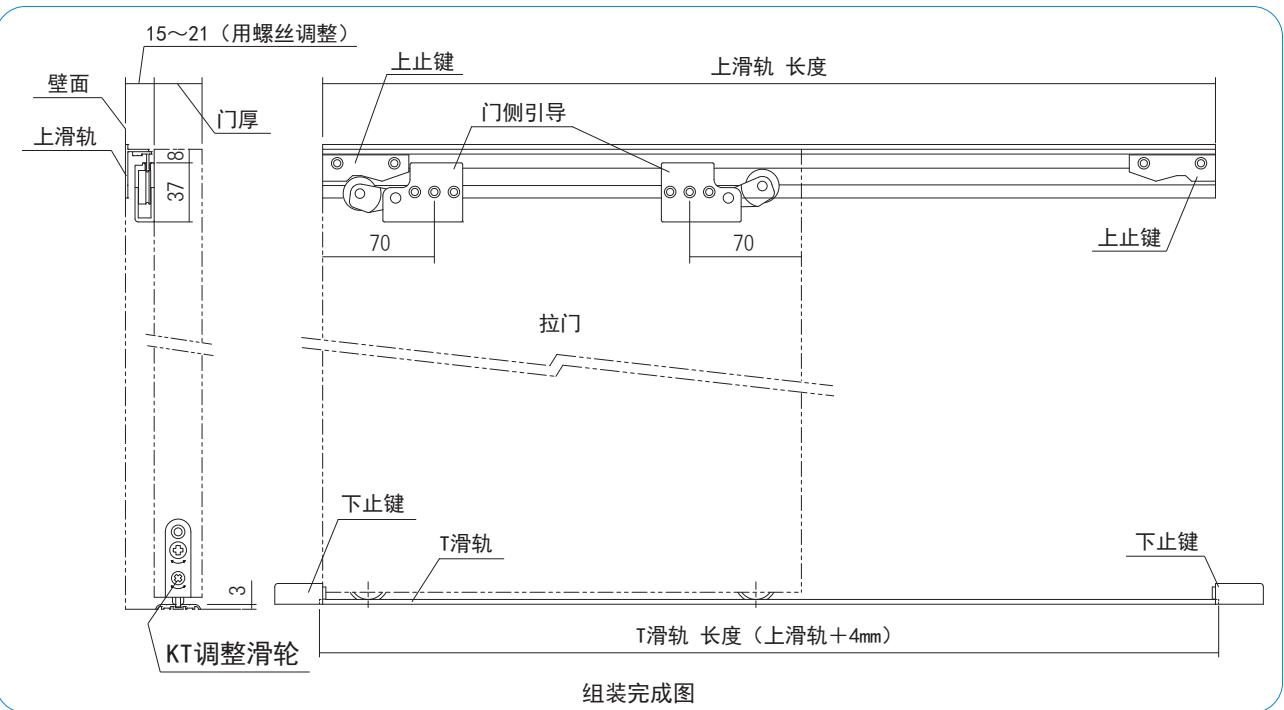 15～21（用螺丝调整）
上止键
上滑轨 长度
壁面
门厚
门侧引导
上滑轨
8
37
70
70
上止键
拉门
下止键
T滑轨
下止键
3
T滑轨 长度（上滑轨＋4mm）
KT调整滑轮
组装完成图